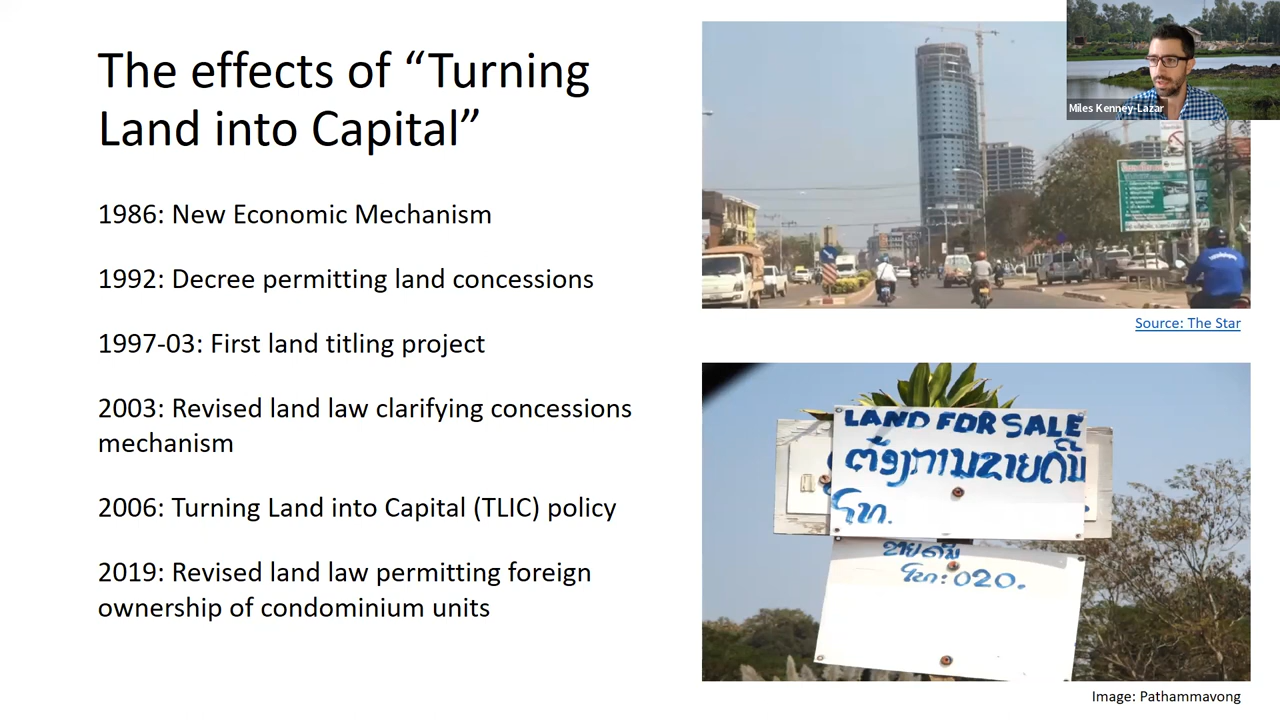 The effects of “Turning
Land into Capital”
1986: New Economic Mechanism
1992: Decree permitting land concessions
1997-03: First land titling project
2003: Revised land law clarifying concessions
mechanism
2006: Turning Land into Capital (TLIC) policy
2019: Revised land law permitting foreign
ownership of condominium units
Miles Kenney-Lazar
Source: The Star
LAND FOR SALE
ຕ້ອງການຂາຍດິນ
ໂທ.
ຂາຍດິນ
ໂທ: 020.
Image: Pathammavong